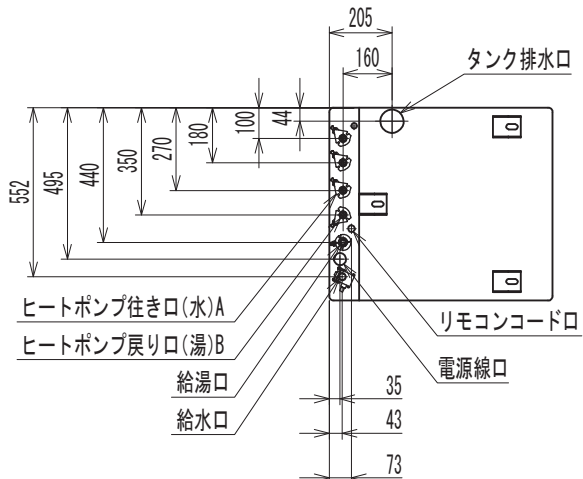 205
160
タンク排水口
44
100
180
270
350
440
495
552
ヒートポンプ往き口(水)A
ヒートポンプ戻り口(湯)B
給湯口
給水口
リモコンコード口
電源線口
35
43
73